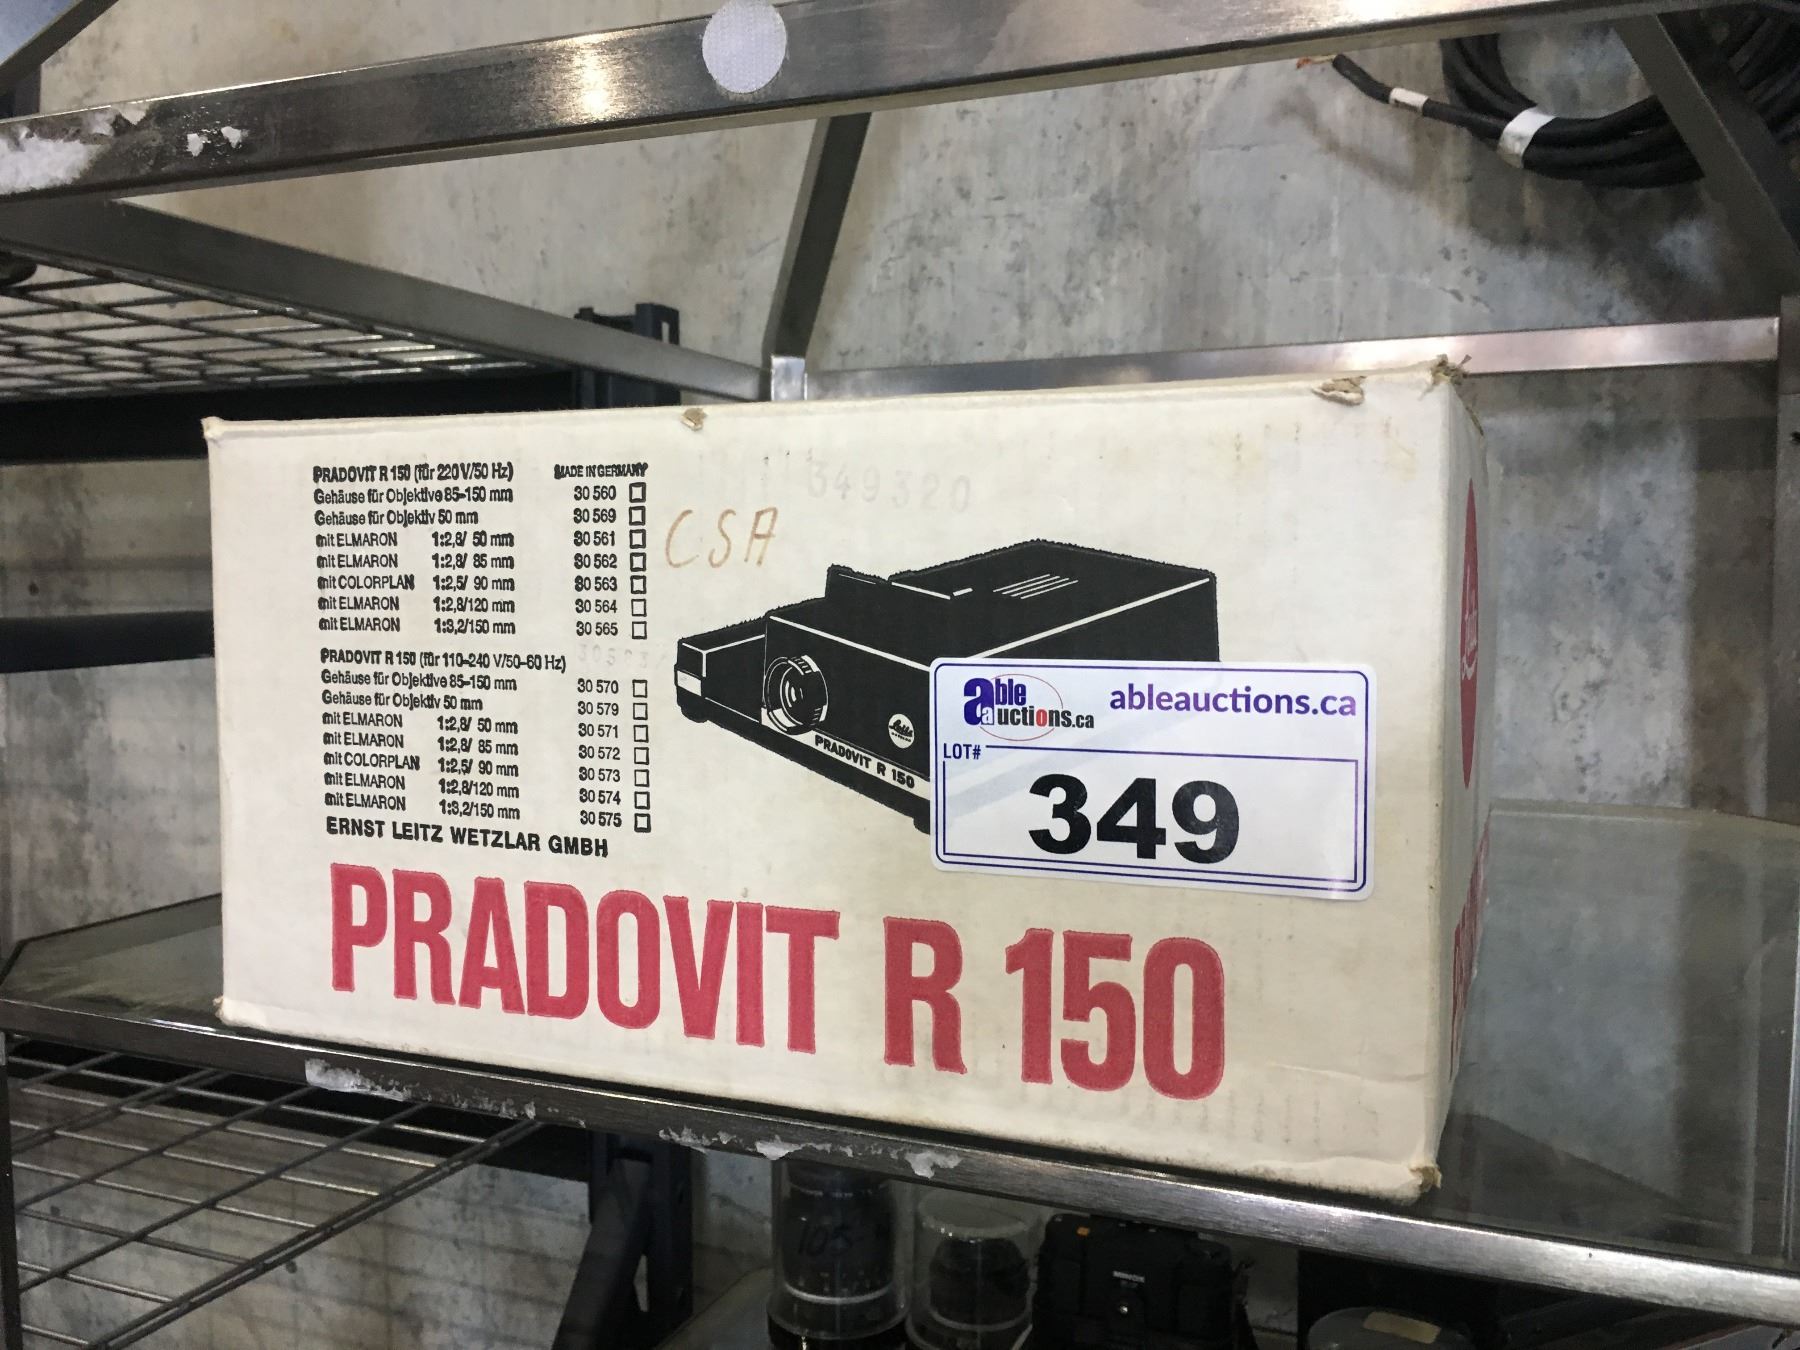 PRADOVIT R 150 (für 220 V/50 Hz) MADE IN GERMANY
Gehäuse für Objektive 85-150 mm 30 560
Gehäuse für Objektiv 50 mm 30 569
mit ELMARON 1:2,8/ 50 mm 30 561
mit ELMARON 1:2,8/ 85 mm 30 562
mit COLORPLAN 1:2,5/ 90 mm 30 563
mit ELMARON 1:2,8/120 mm 30 564
mit ELMARON 1:3,2/150 mm 30 565
PRADOVIT R 150 (für 110-240 V/50-60 Hz)
Gehäuse für Objektive 85-150 mm 30 570
Gehäuse für Objektiv 50 mm 30 579
mit ELMARON 1:2,8/ 50 mm 30 571
mit ELMARON 1:2,8/ 85 mm 30 572
mit COLORPLAN 1:2,5/ 90 mm 30 573
mit ELMARON 1:2,8/120 mm 30 574
mit ELMARON 1:3,2/150 mm 30 575
ERNST LEITZ WETZLAR GMBH
349320
CSA
Leitz
PRADOVIT R 150
able auctions.ca
ableauctions.ca
LOT#
349
PRADOVIT R 150
105
MINOX